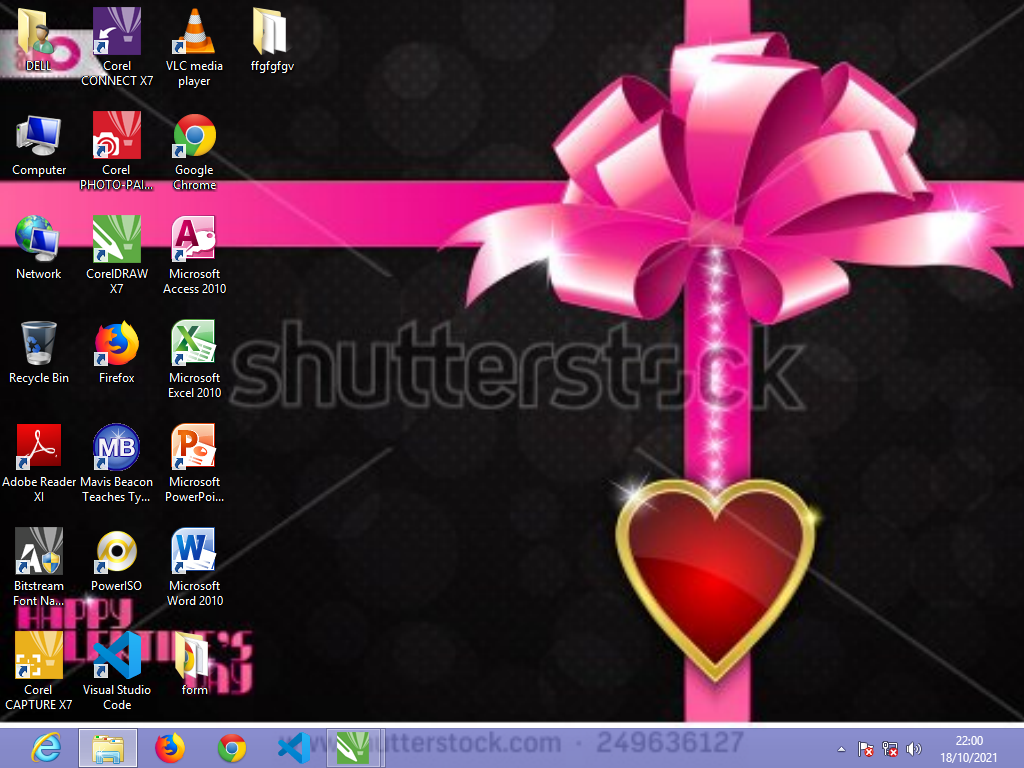 DELL
Corel
CONNECT X7
VLC media
player
ffgfgfgv
Computer
Corel
PHOTO-PAI...
Google
Chrome
Network
CorelDRAW
X7
Microsoft
Access 2010
Recycle Bin
Firefox
Microsoft
Excel 2010
Adobe Reader
XI
MB
Mavis Beacon
Teaches Ty...
Microsoft
PowerPoi...
Bitstream
Font Na...
PowerISO
Microsoft
Word 2010
Corel
CAPTURE X7
Visual Studio
Code
form
shutterstock
HAPPY
DAY
www.shutterstock.com · 249636127
22:00
18/10/2021